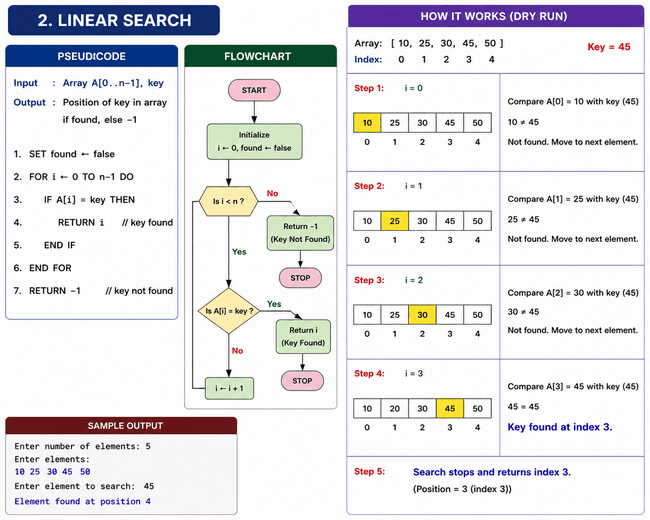 2. LINEAR SEARCH
PSEUDICODE
Input : Array A[0..n−1], key
Output : Position of key in array
if found, else −1
1. SET found ← false
2. FOR i ← 0 TO n−1 DO
3. IF A[i] = key THEN
4. RETURN i // key found
5. END IF
6. END FOR
7. RETURN −1 // key not found
FLOWCHART
START
Initialize
i ← 0, found ← false
Is i < n ?
No
Return −1
(Key Not Found)
STOP
Yes
Is A[i] = key ?
Yes
Return i
(Key Found)
STOP
No
i ← i + 1
SAMPLE OUTPUT
Enter number of elements: 5
Enter elements:
10 25 30 45 50
Enter element to search: 45
Element found at position 4
HOW IT WORKS (DRY RUN)
Array: [ 10, 25, 30, 45, 50 ]
Key = 45
Index: 0 1 2 3 4
Step 1: i = 0
10 25 30 45 50
0 1 2 3 4
Compare A[0] = 10 with key (45)
10 ≠ 45
Not found. Move to next element.
Step 2: i = 1
10 25 30 45 50
0 1 2 3 4
Compare A[1] = 25 with key (45)
25 ≠ 45
Not found. Move to next element.
Step 3: i = 2
10 25 30 45 50
0 1 2 3 4
Compare A[2] = 30 with key (45)
30 ≠ 45
Not found. Move to next element.
Step 4: i = 3
10 20 30 45 50
0 1 2 3 4
Compare A[3] = 45 with key (45)
45 = 45
Key found at index 3.
Step 5: Search stops and returns index 3.
(Position = 3 (index 3))